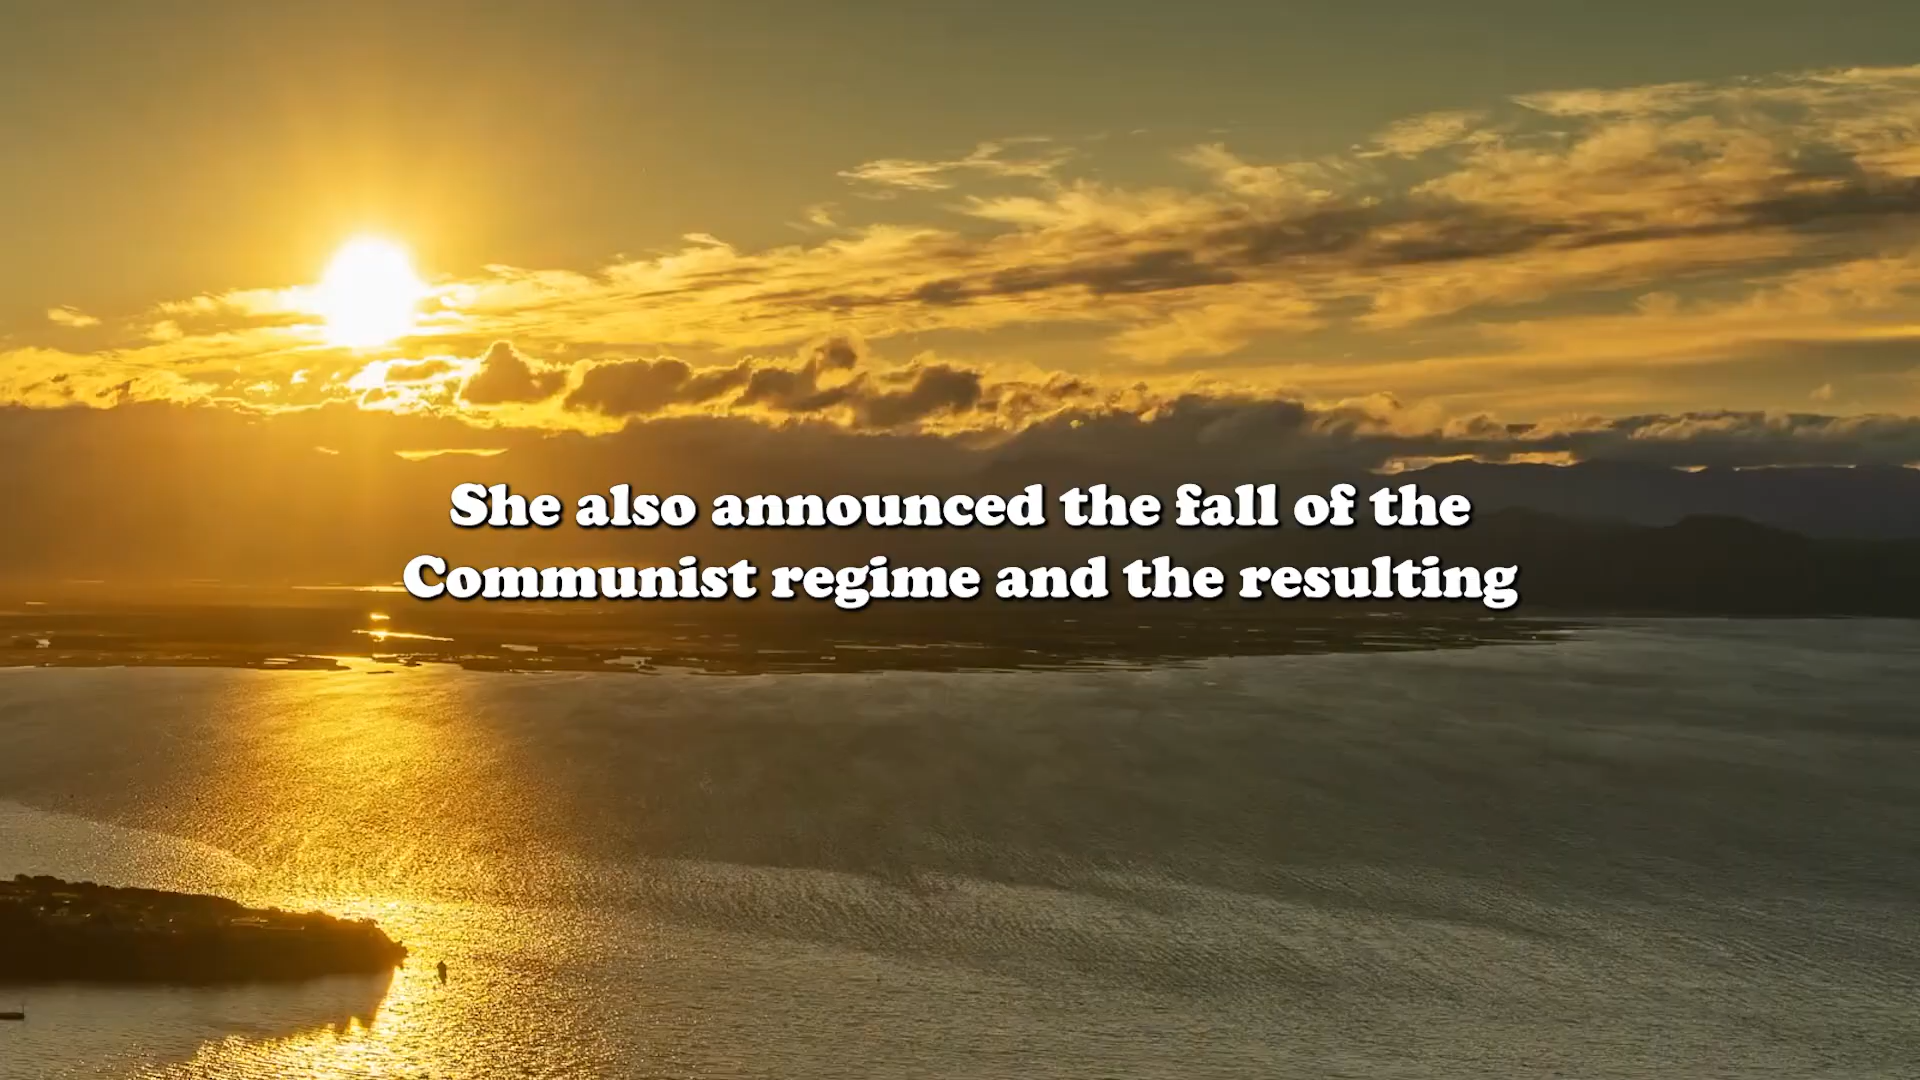 She also announced the fall of the
Communist regime and the resulting